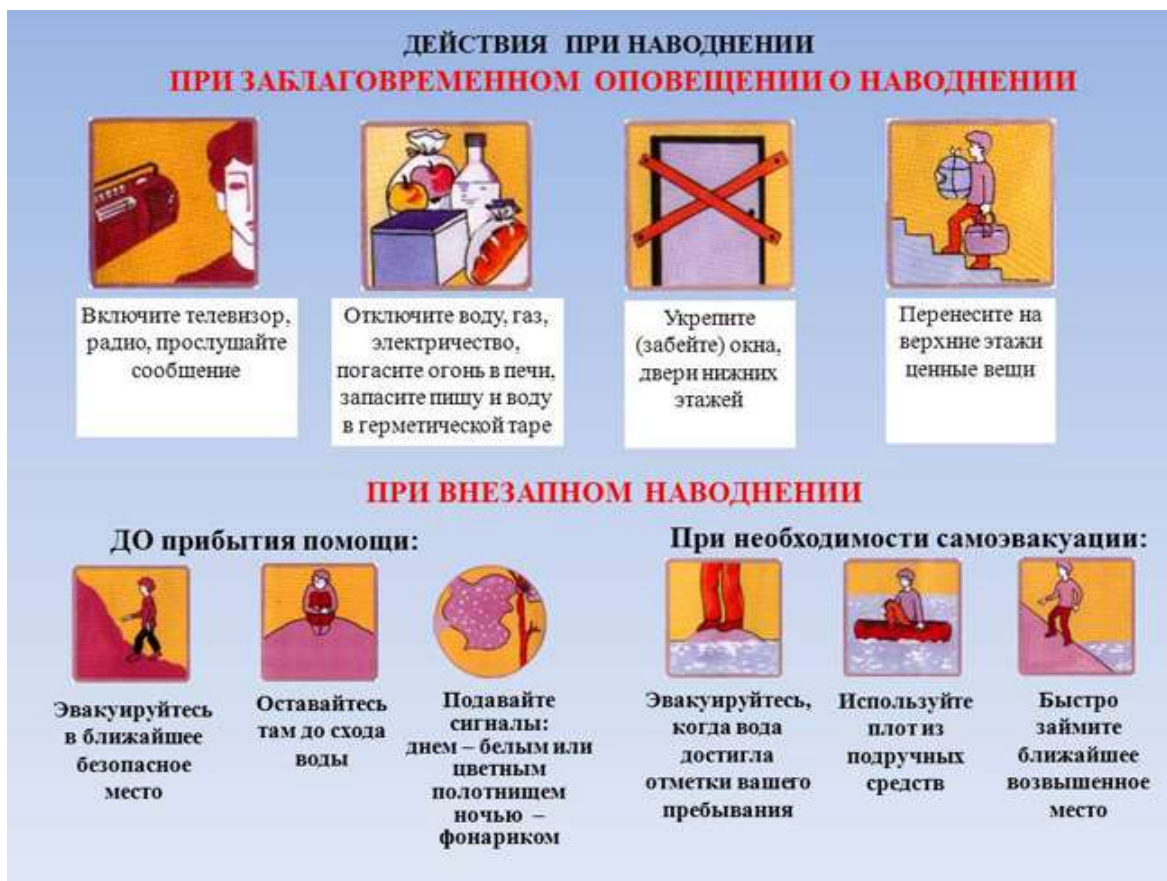 ДЕЙСТВИЯ ПРИ НАВОДНЕНИИ
ПРИ ЗАБЛАГОВРЕМЕННОМ ОПОВЕЩЕНИИ О НАВОДНЕНИИ
Включите телевизор,
радио, прослушайте
сообщение
Отключите воду, газ,
электричество,
погасите огонь в печи,
запасите пищу и воду
в герметической таре
Укрепите
(забейте) окна,
двери нижних
этажей
Перенесите на
верхние этажи
ценные вещи
ПРИ ВНЕЗАПНОМ НАВОДНЕНИИ
ДО прибытия помощи:
Эвакуируйтесь
в ближайшее
безопасное
место
Оставайтесь
там до схода
воды
Подавайте
сигналы:
днем – белым или
цветным
полотнищем
ночью –
фонариком
При необходимости самоэвакуации:
Эвакуируйтесь,
когда вода
достигла
отметки вашего
пребывания
Используйте
плот из
подручных
средств
Быстро
займите
ближайшее
возвышенное
место